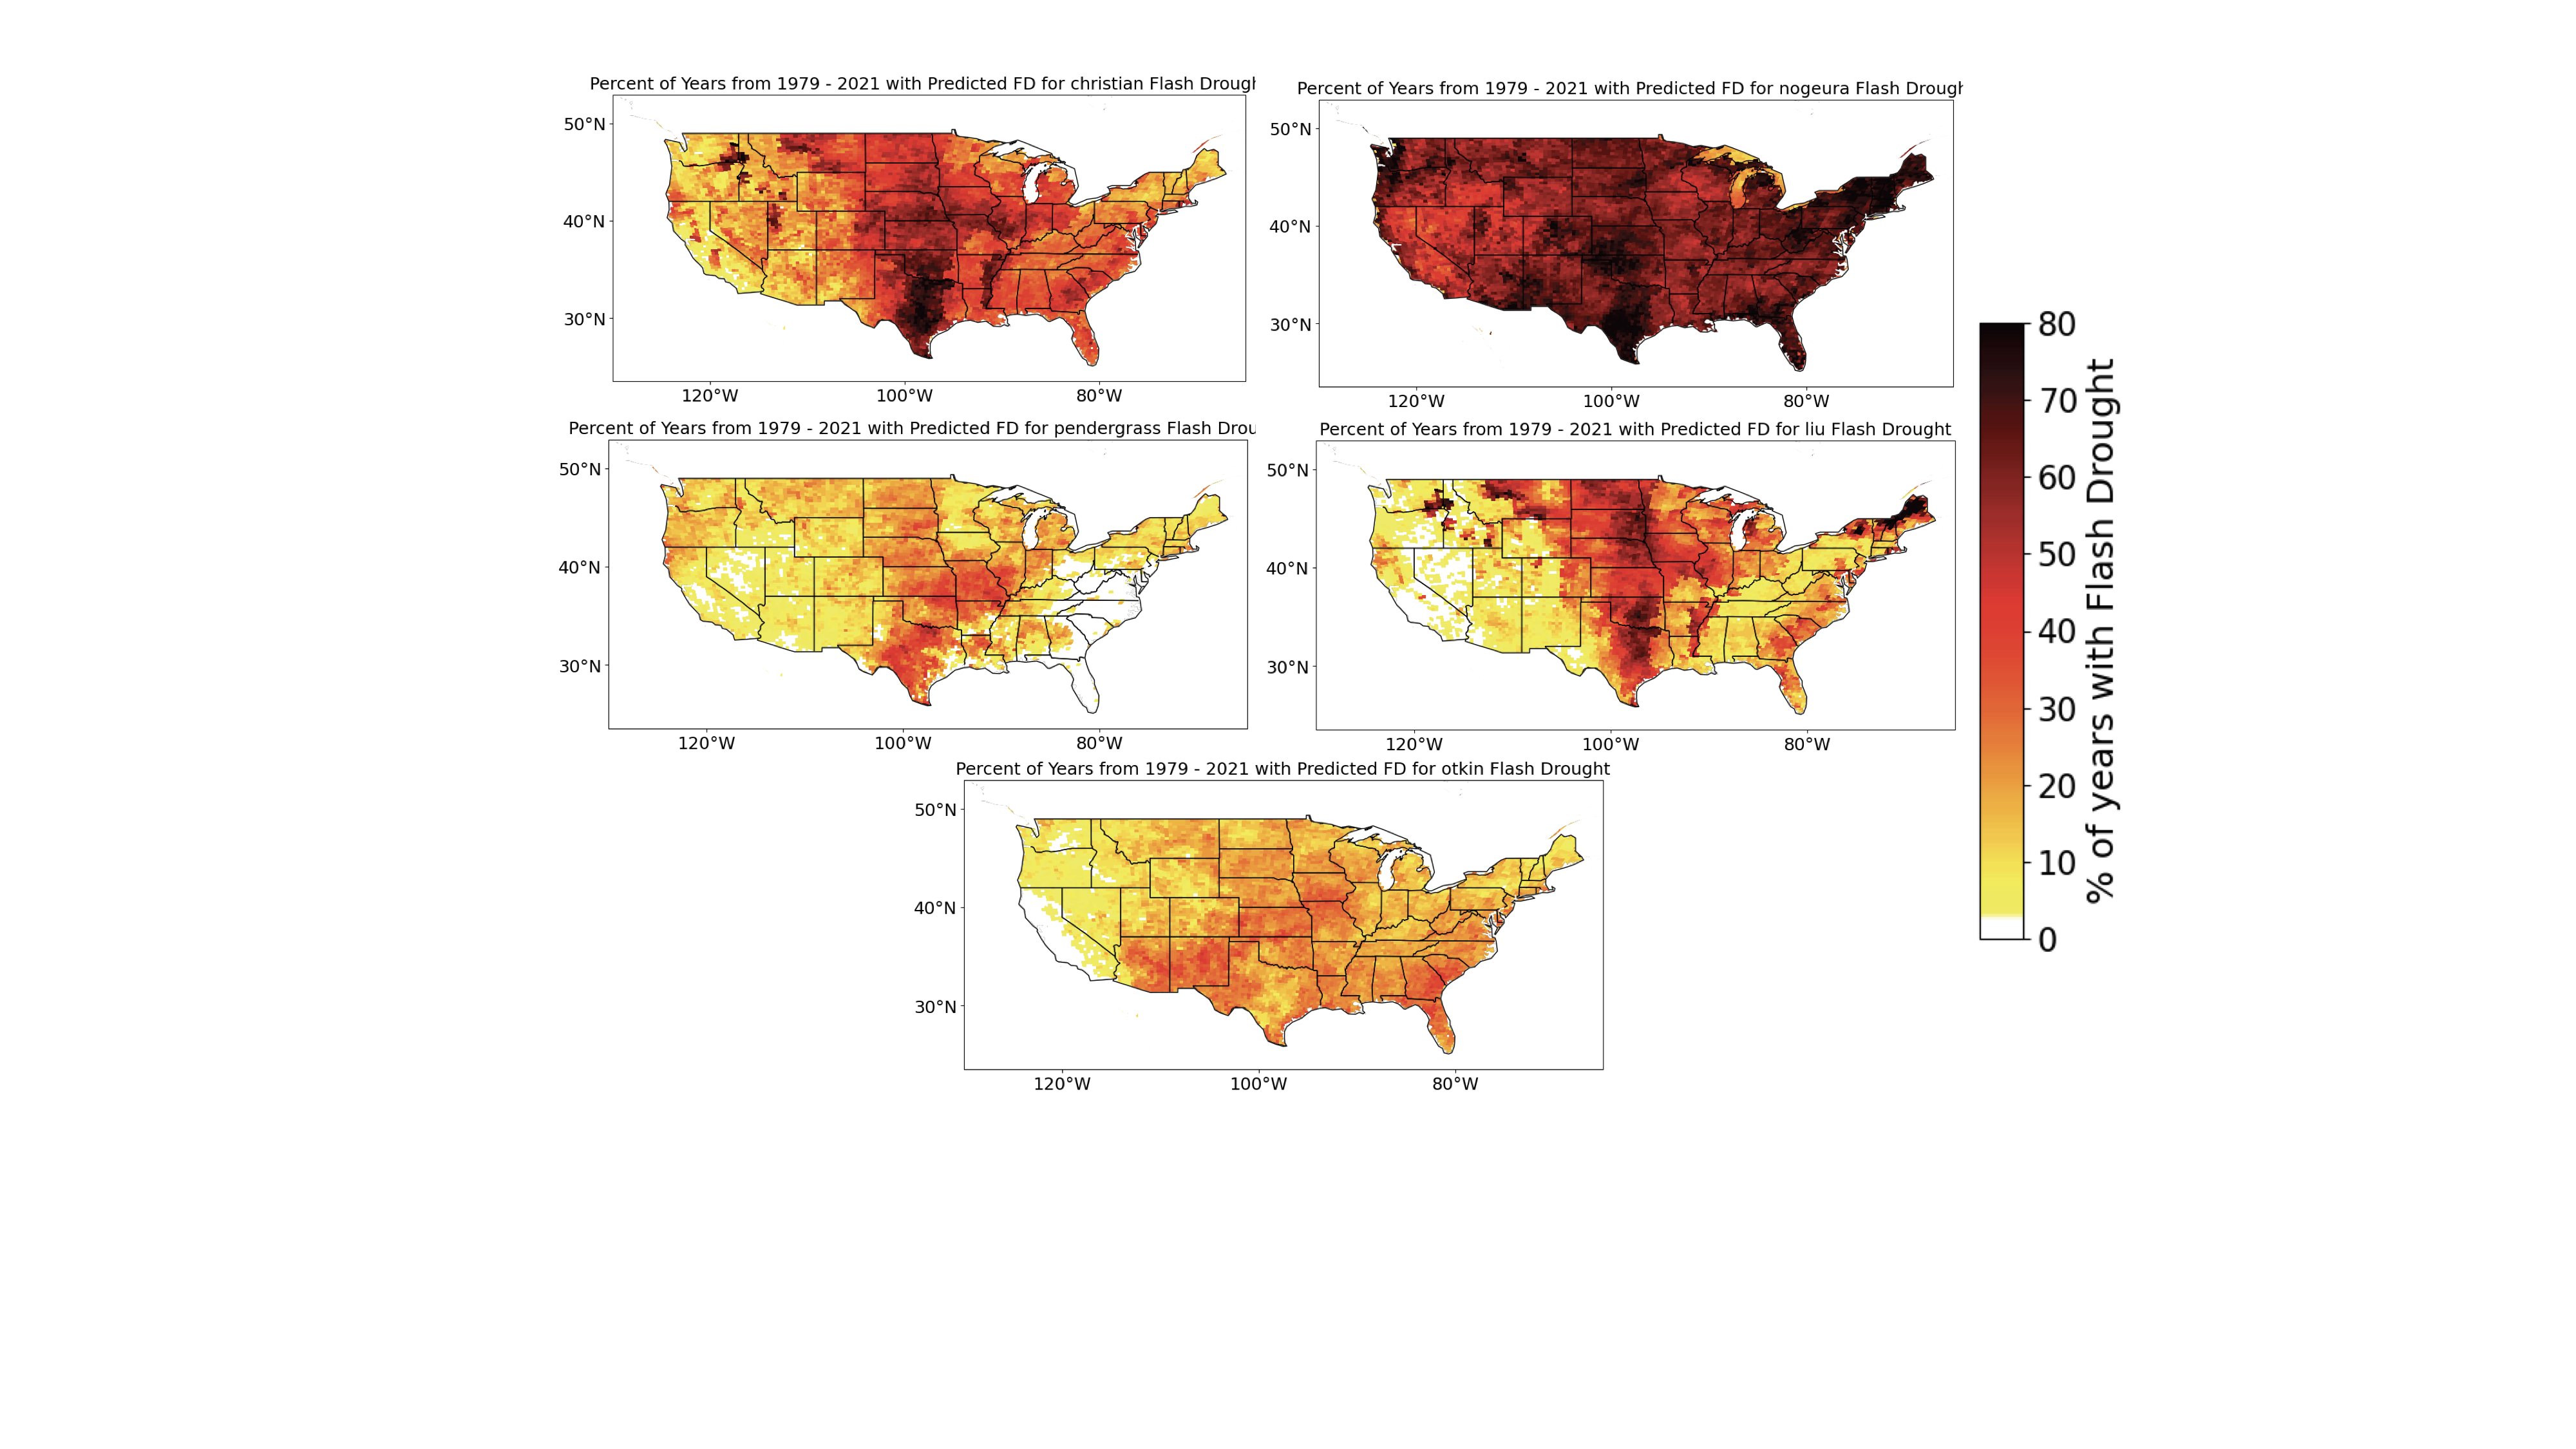 Percent of Years from 1979 - 2021 with Predicted FD for christian Flash Drough
50°N
40°N
30°N
120°W 100°W 80°W
Percent of Years from 1979 - 2021 with Predicted FD for nogeura Flash Drough
50°N
40°N
30°N
120°W 100°W 80°W
Percent of Years from 1979 - 2021 with Predicted FD for pendergrass Flash Drou
50°N
40°N
30°N
120°W 100°W 80°W
Percent of Years from 1979 - 2021 with Predicted FD for liu Flash Drought
50°N
40°N
30°N
120°W 100°W 80°W
Percent of Years from 1979 - 2021 with Predicted FD for otkin Flash Drought
50°N
40°N
30°N
120°W 100°W 80°W
80
70
60
50
40
30
20
10
0
% of years with Flash Drought